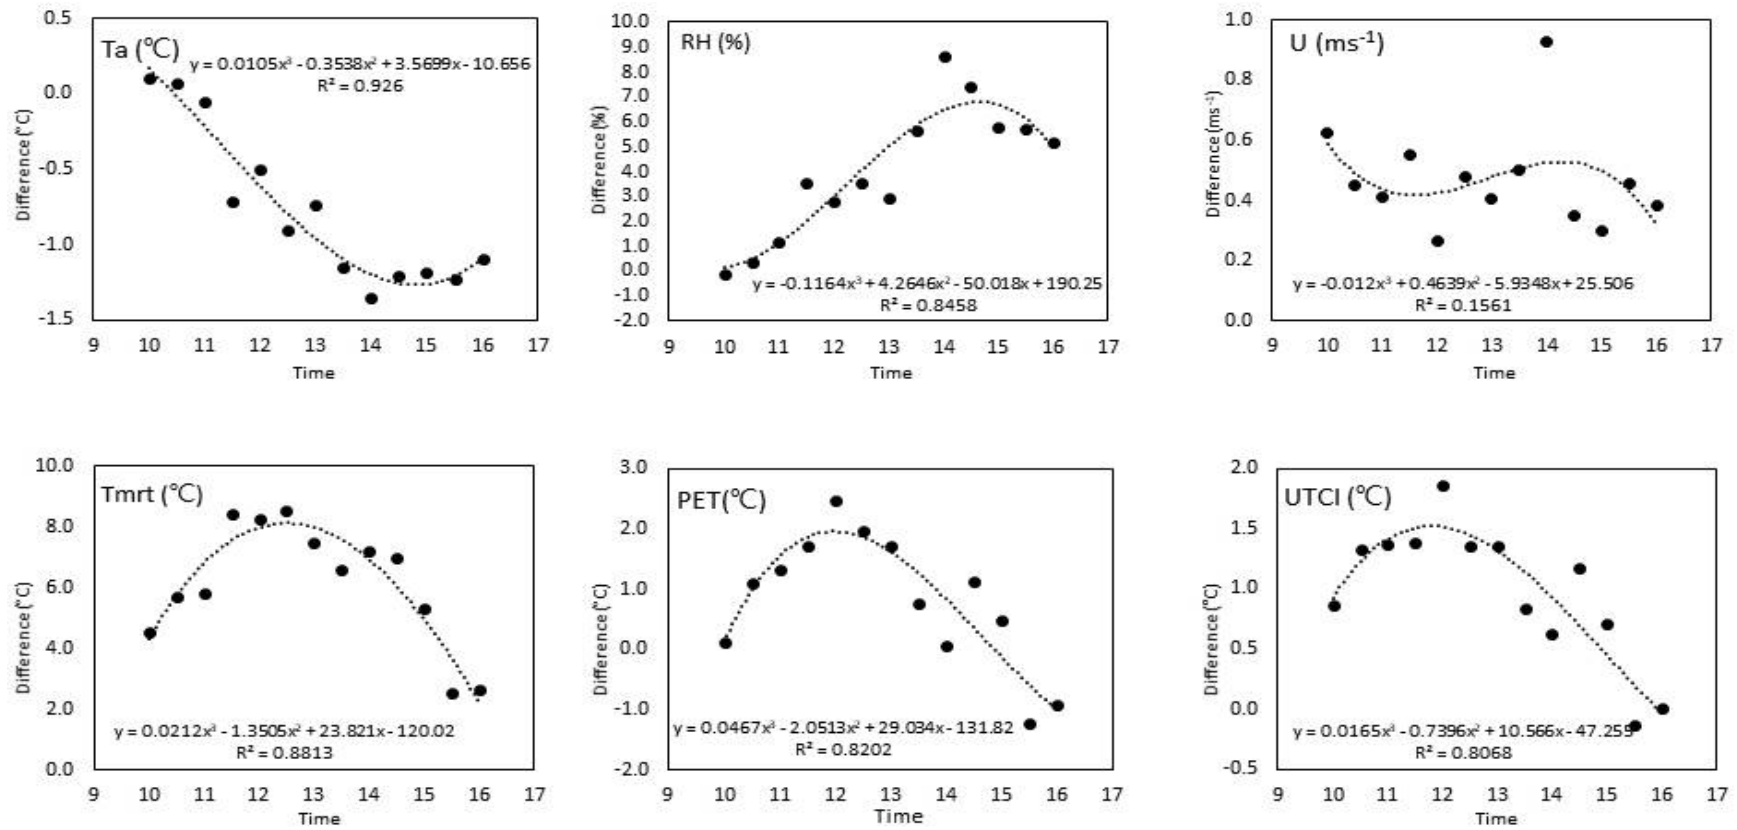 Ta (℃)
y = 0.0105x³ - 0.3538x² + 3.5699x - 10.656
R² = 0.926
0.5
0.0
-0.5
-1.0
-1.5
Difference (°C)
9 10 11 12 13 14 15 16 17
Time
RH (%)
10.0
9.0
8.0
7.0
6.0
5.0
4.0
3.0
2.0
1.0
0.0
-1.0
-2.0
Difference (%)
y = -0.1164x³ + 4.2646x² - 50.018x + 190.25
R² = 0.8458
9 10 11 12 13 14 15 16 17
Time
U (ms⁻¹)
1.0
0.8
0.6
0.4
0.2
0.0
Difference (ms⁻¹)
y = -0.012x³ + 0.4639x² - 5.9348x + 25.506
R² = 0.1561
9 10 11 12 13 14 15 16 17
Time
Tmrt (℃)
10.0
8.0
6.0
4.0
2.0
0.0
Difference (°C)
y = 0.0212x³ - 1.3505x² + 23.821x - 120.02
R² = 0.8813
9 10 11 12 13 14 15 16 17
Time
PET(℃)
3.0
2.0
1.0
0.0
-1.0
-2.0
Difference (°C)
y = 0.0467x³ - 2.0513x² + 29.034x - 131.82
R² = 0.8202
9 10 11 12 13 14 15 16 17
Time
UTCI (℃)
2.0
1.5
1.0
0.5
0.0
-0.5
Difference (°C)
y = 0.0165x³ - 0.7396x² + 10.566x - 47.255
R² = 0.8068
9 10 11 12 13 14 15 16 17
Time